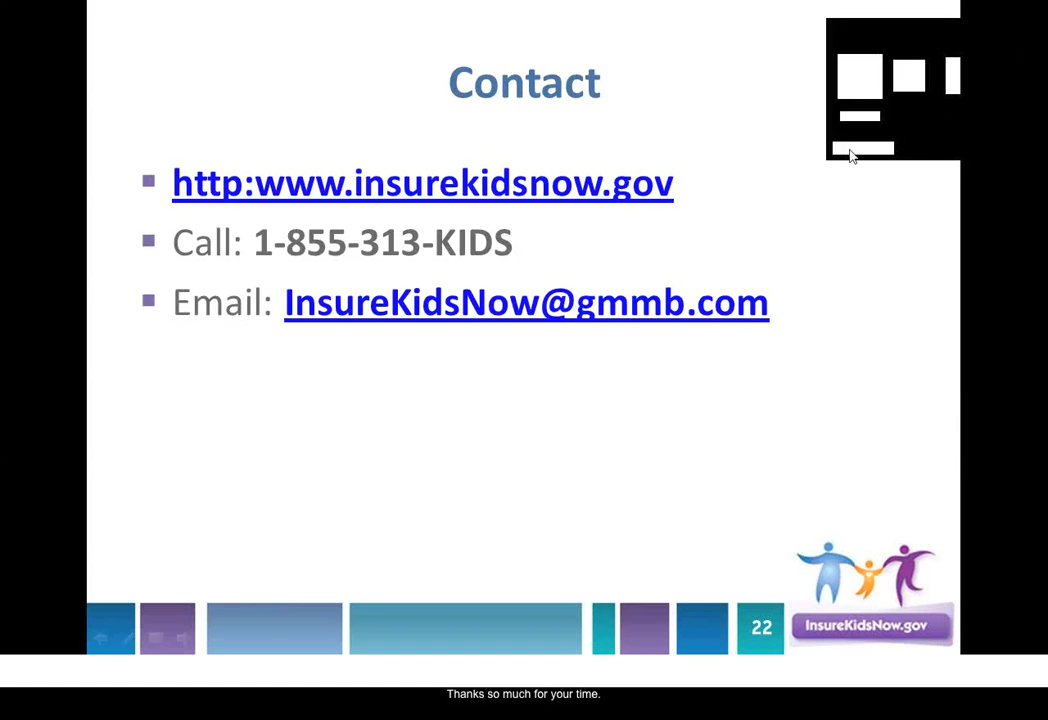 Contact
http:www.insurekidsnow.gov
Call: 1-855-313-KIDS
Email: InsureKidsNow@gmmb.com
22
InsureKidsNow.gov
Thanks so much for your time.